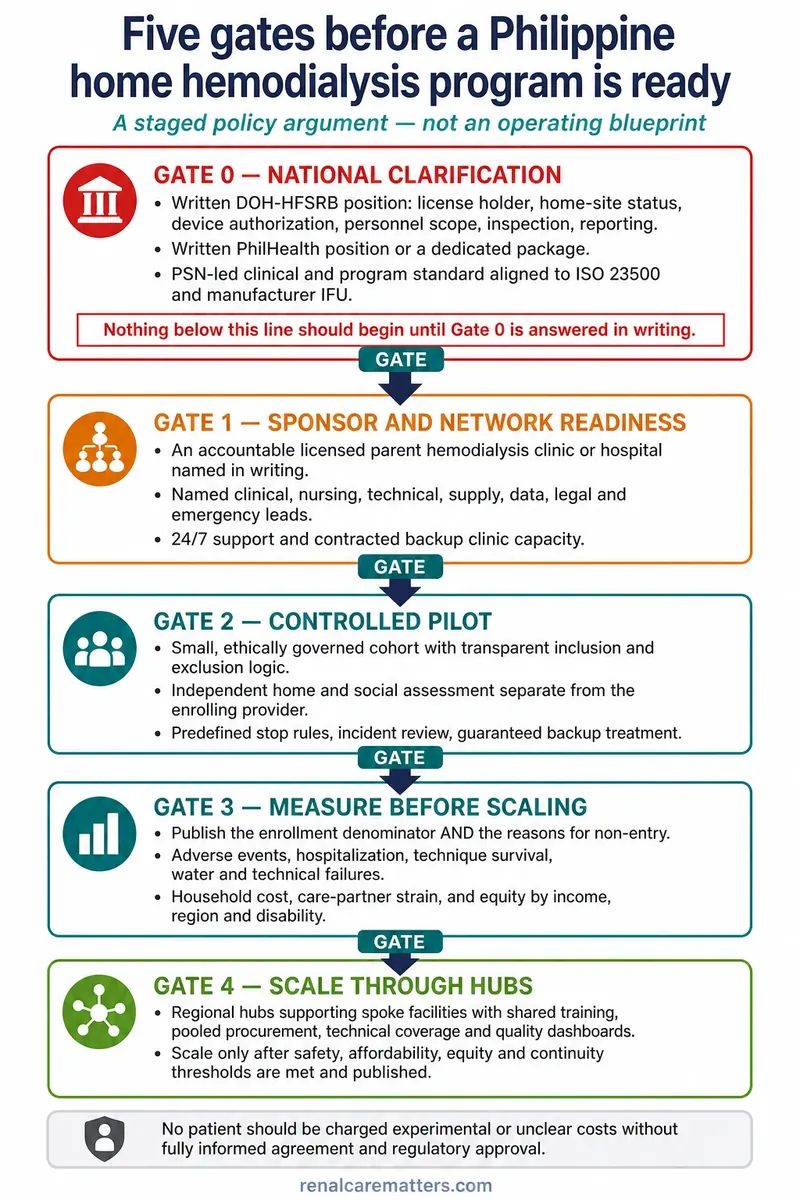 Five gates before a Philippine
home hemodialysis program is ready
A staged policy argument — not an operating blueprint
GATE 0 — NATIONAL CLARIFICATION
• Written DOH-HFSRB position: license holder, home-site status,
device authorization, personnel scope, inspection, reporting.
• Written PhilHealth position or a dedicated package.
• PSN-led clinical and program standard aligned to ISO 23500
and manufacturer IFU.
Nothing below this line should begin until Gate 0 is answered in writing.
GATE
GATE 1 — SPONSOR AND NETWORK READINESS
• An accountable licensed parent hemodialysis clinic or hospital
named in writing.
• Named clinical, nursing, technical, supply, data, legal and
emergency leads.
• 24/7 support and contracted backup clinic capacity.
GATE
GATE 2 — CONTROLLED PILOT
• Small, ethically governed cohort with transparent inclusion and
exclusion logic.
• Independent home and social assessment separate from the
enrolling provider.
• Predefined stop rules, incident review, guaranteed backup treatment.
GATE
GATE 3 — MEASURE BEFORE SCALING
• Publish the enrollment denominator AND the reasons for non-entry.
• Adverse events, hospitalization, technique survival,
water and technical failures.
• Household cost, care-partner strain, and equity by income,
region and disability.
GATE
GATE 4 — SCALE THROUGH HUBS
• Regional hubs supporting spoke facilities with shared training,
pooled procurement, technical coverage and quality dashboards.
• Scale only after safety, affordability, equity and continuity
thresholds are met and published.
No patient should be charged experimental or unclear costs without
fully informed agreement and regulatory approval.
renalcarematters.com